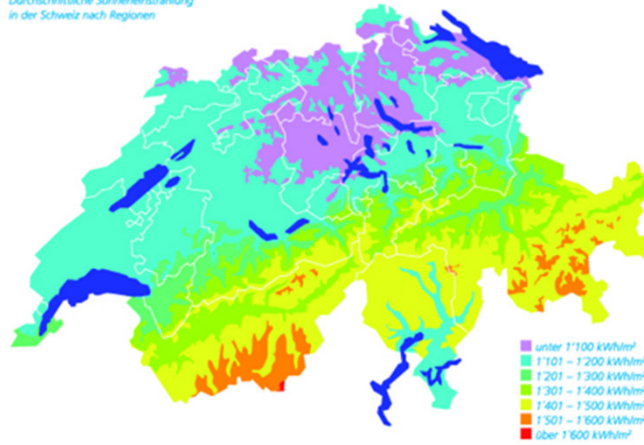 Durchschnittliche Sonneneinstrahlung
in der Schweiz nach Regionen
unter 1'100 kWh/m²
1'101 – 1'200 kWh/m²
1'201 – 1'300 kWh/m²
1'301 – 1'400 kWh/m²
1'401 – 1'500 kWh/m²
1'501 – 1'600 kWh/m²
über 1'600 kWh/m²